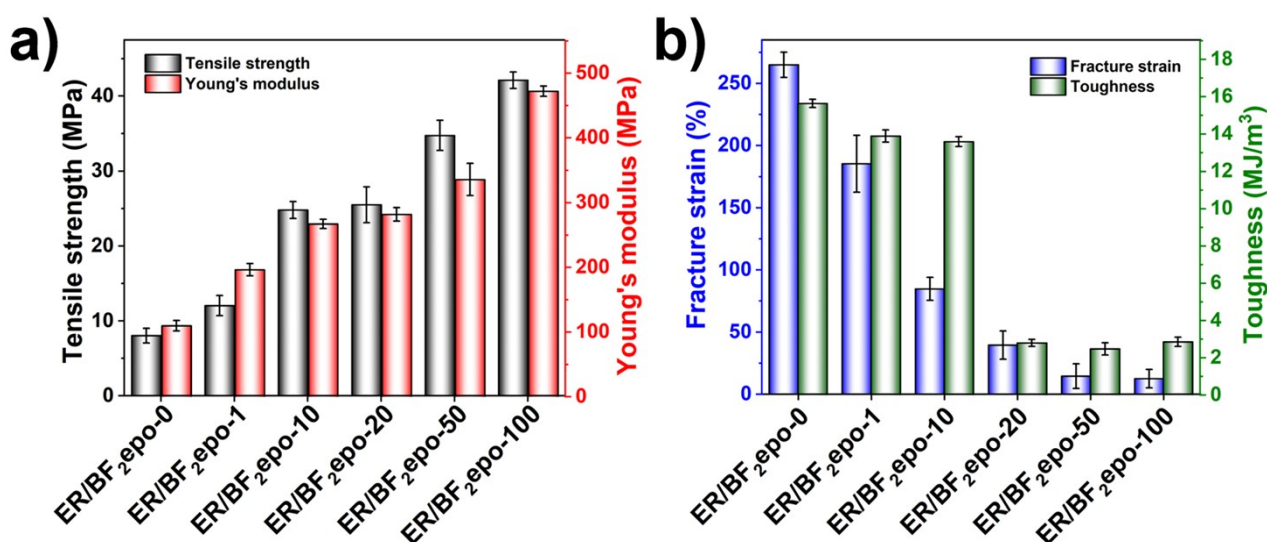 a)
Tensile strength
Young's modulus
Tensile strength (MPa)
0
10
20
30
40
Young's modulus (MPa)
0
100
200
300
400
500
ER/BF₂epo-0
ER/BF₂epo-1
ER/BF₂epo-10
ER/BF₂epo-20
ER/BF₂epo-50
ER/BF₂epo-100
b)
Fracture strain
Toughness
Fracture strain (%)
0
50
100
150
200
250
Toughness (MJ/m³)
0
2
4
6
8
10
12
14
16
18
ER/BF₂epo-0
ER/BF₂epo-1
ER/BF₂epo-10
ER/BF₂epo-20
ER/BF₂epo-50
ER/BF₂epo-100